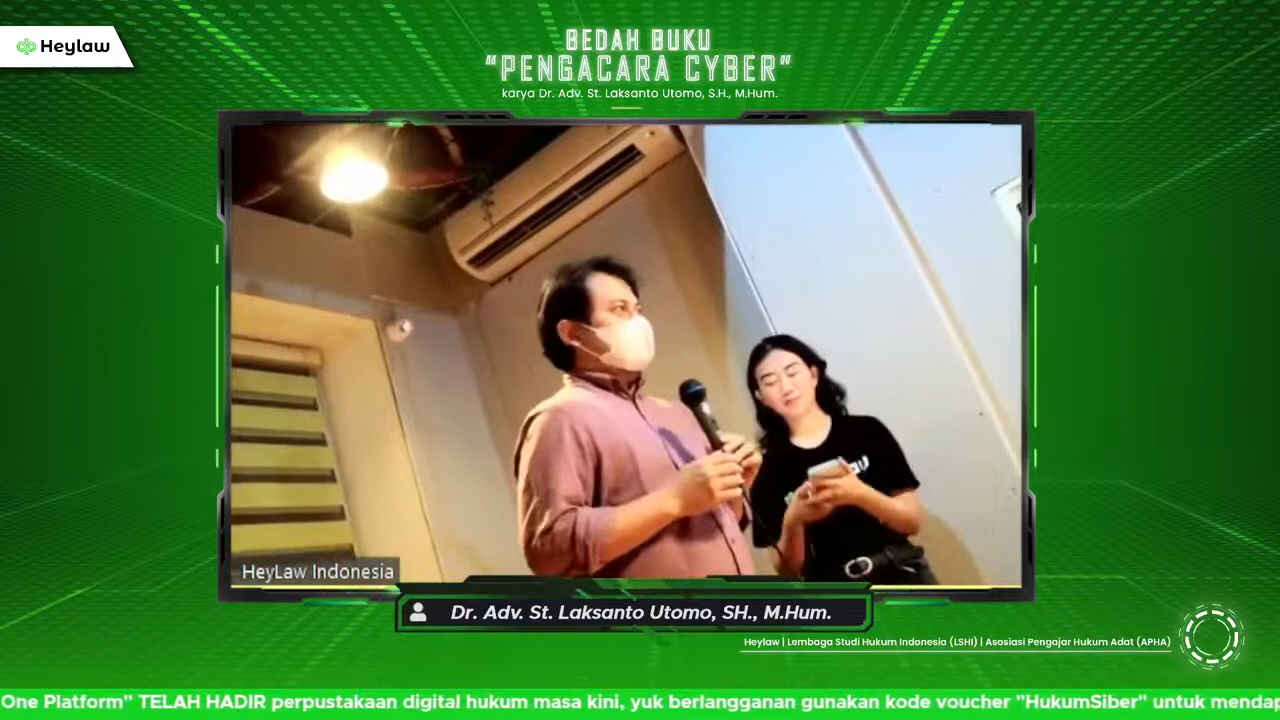 Heylaw
BEDAH BUKU
"PENGACARA CYBER"
karya Dr. Adv. St. Laksanto Utomo, S.H., M.Hum.
HeyLaw Indonesia
Dr. Adv. St. Laksanto Utomo, SH., M.Hum.
Heylaw | Lembaga Studi Hukum Indonesia (LSHI) | Asosiasi Pengajar Hukum Adat (APHA)
One Platform" TELAH HADIR perpustakaan digital hukum masa kini, yuk berlangganan gunakan kode voucher "HukumSiber" untuk mendap